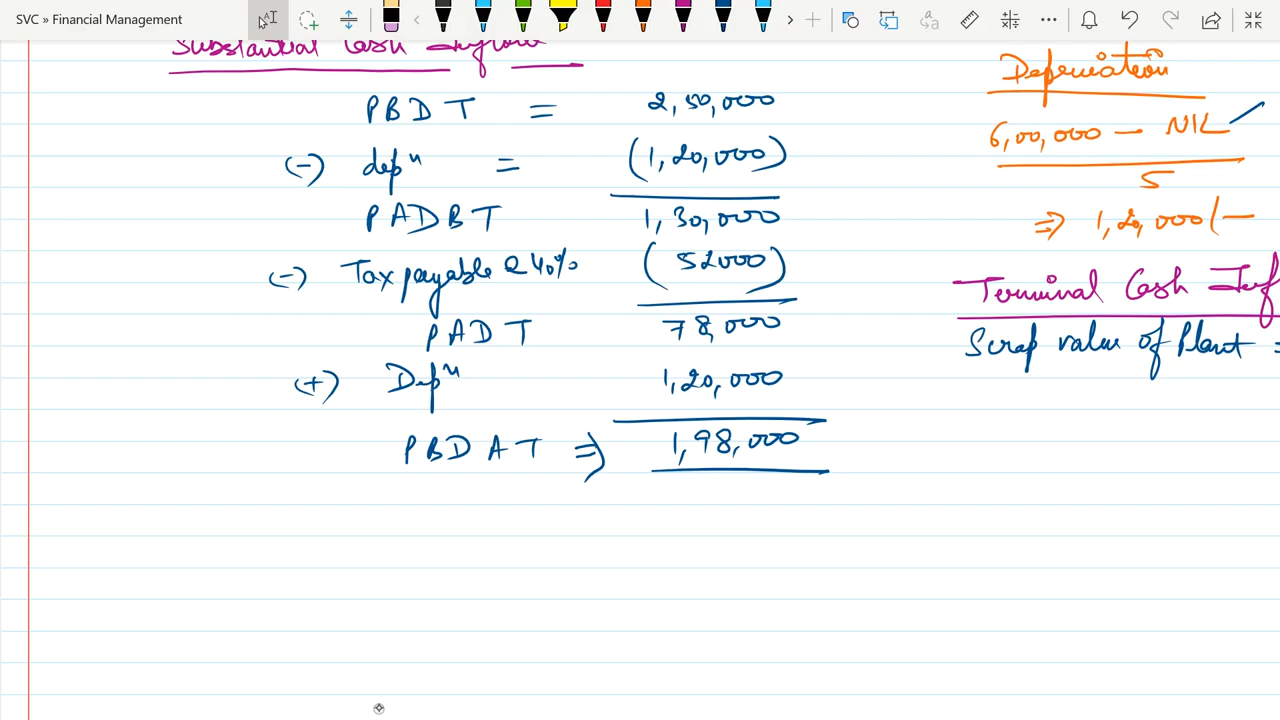 SVC » Financial Management
Substantial Cash Inflow
PBDT = 2,50,000
(-) depⁿ = (1,20,000)
PADBT 1,30,000
(-) Tax payable @ 40% (52000)
PADT 78,000
(+) Depⁿ 1,20,000
PBDAT ⇒ 1,98,000
Depreciation
6,00,000 — NIL
5
⇒ 1,20,000/—
Terminal Cash Inf
Scrap value of Plant =